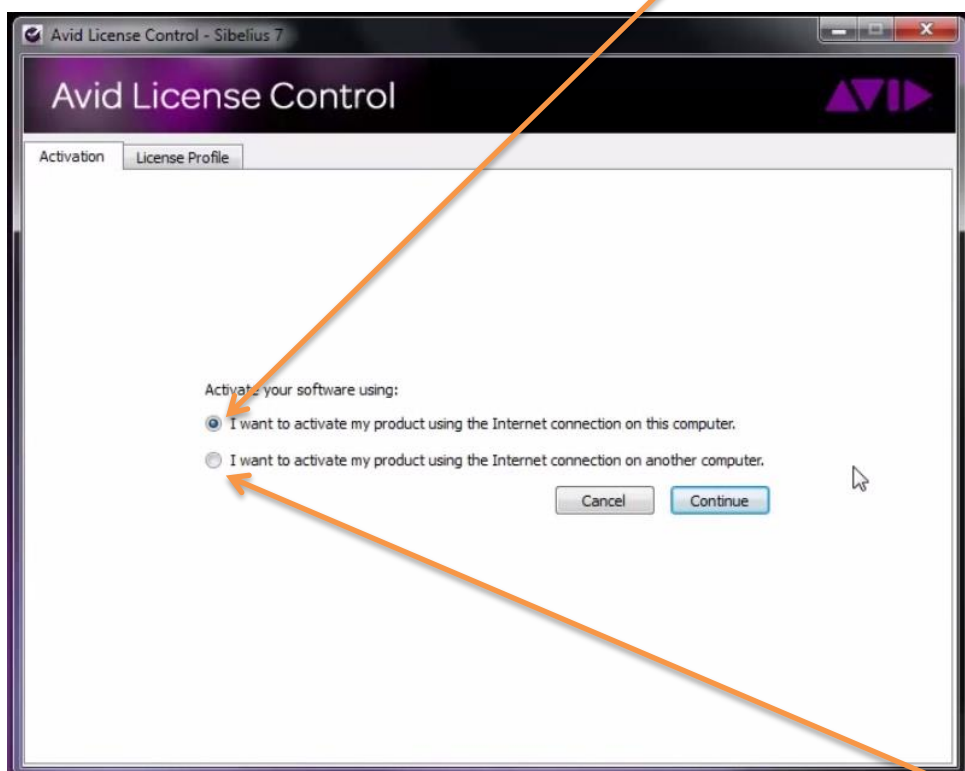 Avid License Control - Sibelius 7
Avid License Control
AVID
Activation License Profile
Activate your software using:
I want to activate my product using the Internet connection on this computer.
I want to activate my product using the Internet connection on another computer.
Cancel Continue